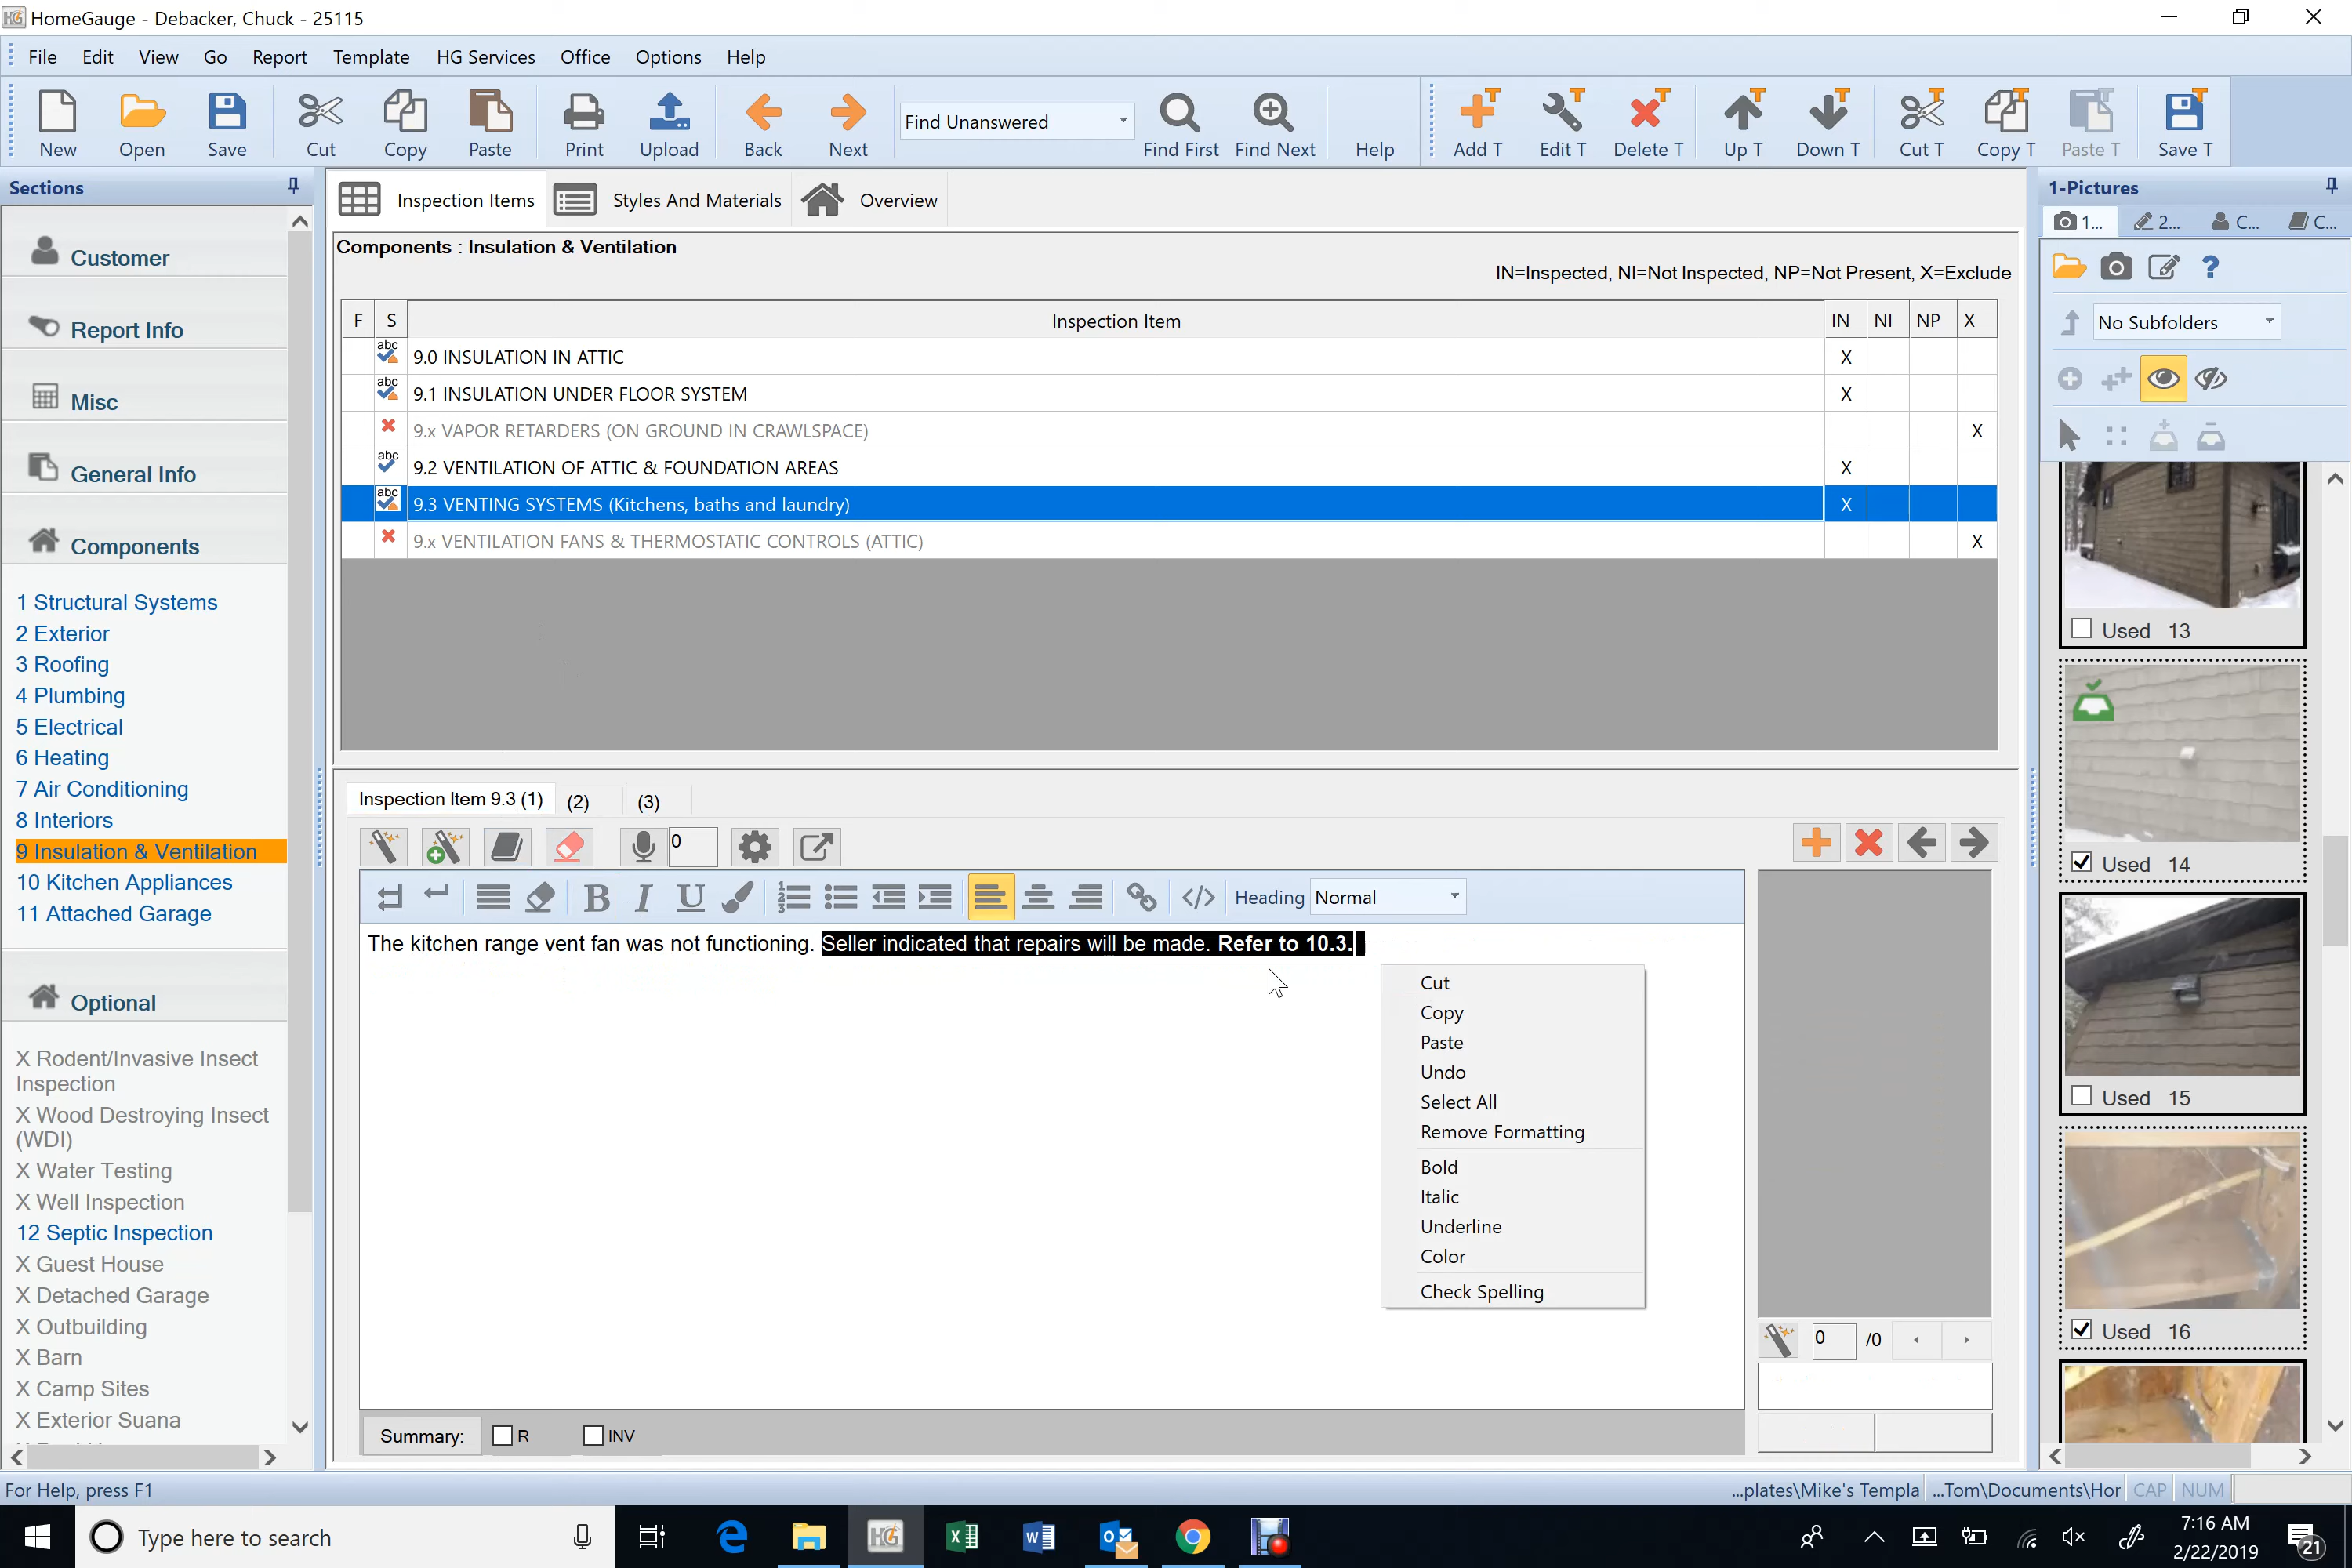 HomeGauge - Debacker, Chuck - 25115
File Edit View Go Report Template HG Services Office Options Help
New Open Save Cut Copy Paste Print Upload Back Next Find Unanswered Find First Find Next Help Add T Edit T Delete T Up T Down T Cut T Copy T Paste T Save T
Sections
Customer
Report Info
Misc
General Info
Components
1 Structural Systems
2 Exterior
3 Roofing
4 Plumbing
5 Electrical
6 Heating
7 Air Conditioning
8 Interiors
9 Insulation & Ventilation
10 Kitchen Appliances
11 Attached Garage
Optional
X Rodent/Invasive Insect
Inspection
X Wood Destroying Insect
(WDI)
X Water Testing
X Well Inspection
12 Septic Inspection
X Guest House
X Detached Garage
X Outbuilding
X Barn
X Camp Sites
X Exterior Suana
Inspection Items Styles And Materials Overview
Components : Insulation & Ventilation
IN=Inspected, NI=Not Inspected, NP=Not Present, X=Exclude
F S Inspection Item IN NI NP X
abc 9.0 INSULATION IN ATTIC X
abc 9.1 INSULATION UNDER FLOOR SYSTEM X
9.x VAPOR RETARDERS (ON GROUND IN CRAWLSPACE) X
abc 9.2 VENTILATION OF ATTIC & FOUNDATION AREAS X
abc 9.3 VENTING SYSTEMS (Kitchens, baths and laundry) X
9.x VENTILATION FANS & THERMOSTATIC CONTROLS (ATTIC) X
Inspection Item 9.3 (1) (2) (3)
0
B I U Heading Normal
The kitchen range vent fan was not functioning. Seller indicated that repairs will be made. Refer to 10.3.
Cut
Copy
Paste
Undo
Select All
Remove Formatting
Bold
Italic
Underline
Color
Check Spelling
0 /0
Summary: R INV
1-Pictures
1... 2... C... C...
No Subfolders
Used 13
Used 14
Used 15
Used 16
For Help, press F1 ...plates\Mike's Templa ...Tom\Documents\Hor CAP NUM
Type here to search
HG
7:16 AM
2/22/2019
21